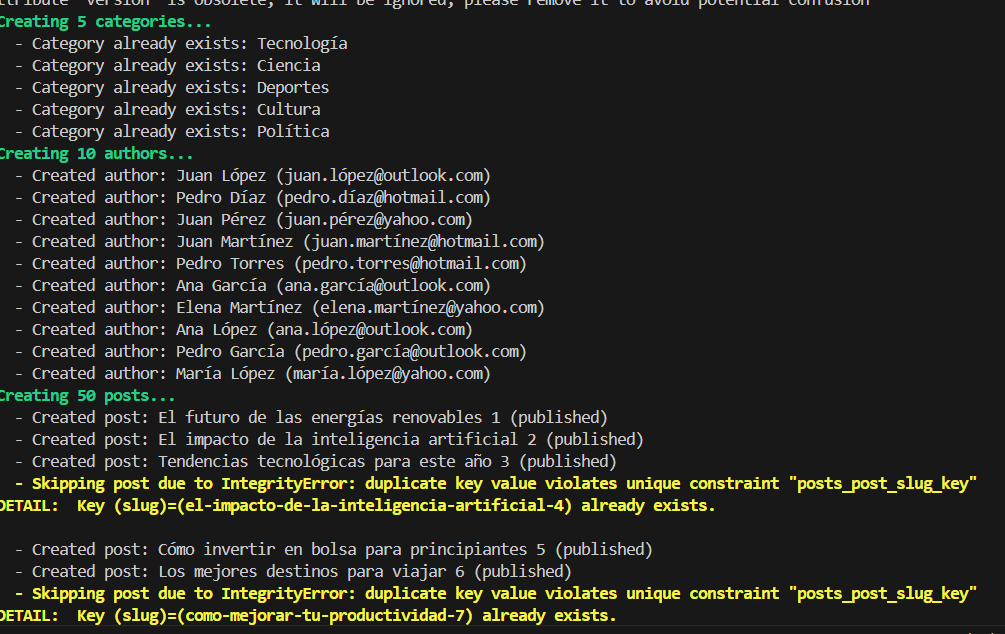 attribute `version` is obsolete, it will be ignored, please remove it to avoid potential confusion
Creating 5 categories...
- Category already exists: Tecnología
- Category already exists: Ciencia
- Category already exists: Deportes
- Category already exists: Cultura
- Category already exists: Política
Creating 10 authors...
- Created author: Juan López (juan.lópez@outlook.com)
- Created author: Pedro Díaz (pedro.díaz@hotmail.com)
- Created author: Juan Pérez (juan.pérez@yahoo.com)
- Created author: Juan Martínez (juan.martínez@hotmail.com)
- Created author: Pedro Torres (pedro.torres@hotmail.com)
- Created author: Ana García (ana.garcía@outlook.com)
- Created author: Elena Martínez (elena.martínez@yahoo.com)
- Created author: Ana López (ana.lópez@outlook.com)
- Created author: Pedro García (pedro.garcía@outlook.com)
- Created author: María López (maría.lópez@yahoo.com)
Creating 50 posts...
- Created post: El futuro de las energías renovables 1 (published)
- Created post: El impacto de la inteligencia artificial 2 (published)
- Created post: Tendencias tecnológicas para este año 3 (published)
- Skipping post due to IntegrityError: duplicate key value violates unique constraint "posts_post_slug_key"
DETAIL:  Key (slug)=(el-impacto-de-la-inteligencia-artificial-4) already exists.
- Created post: Cómo invertir en bolsa para principiantes 5 (published)
- Created post: Los mejores destinos para viajar 6 (published)
- Skipping post due to IntegrityError: duplicate key value violates unique constraint "posts_post_slug_key"
DETAIL:  Key (slug)=(como-mejorar-tu-productividad-7) already exists.